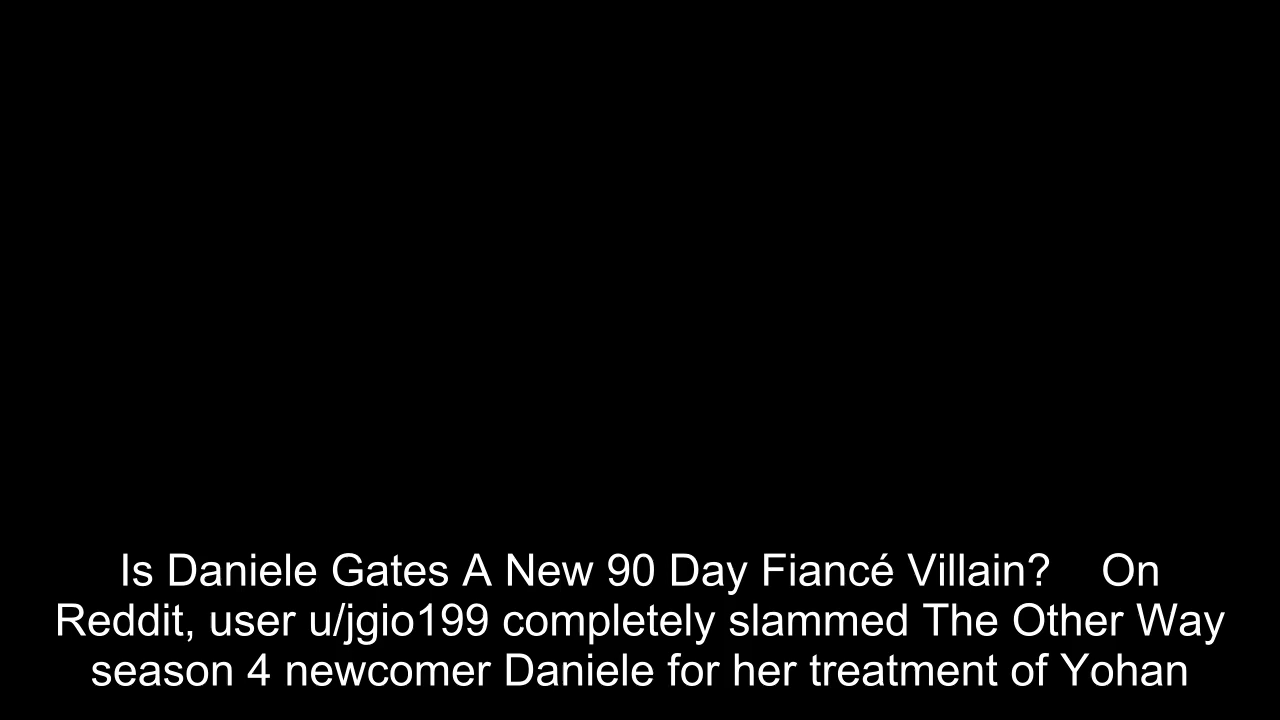 Is Daniele Gates A New 90 Day Fiancé Villain?    On
Reddit, user u/jgio199 completely slammed The Other Way
season 4 newcomer Daniele for her treatment of Yohan